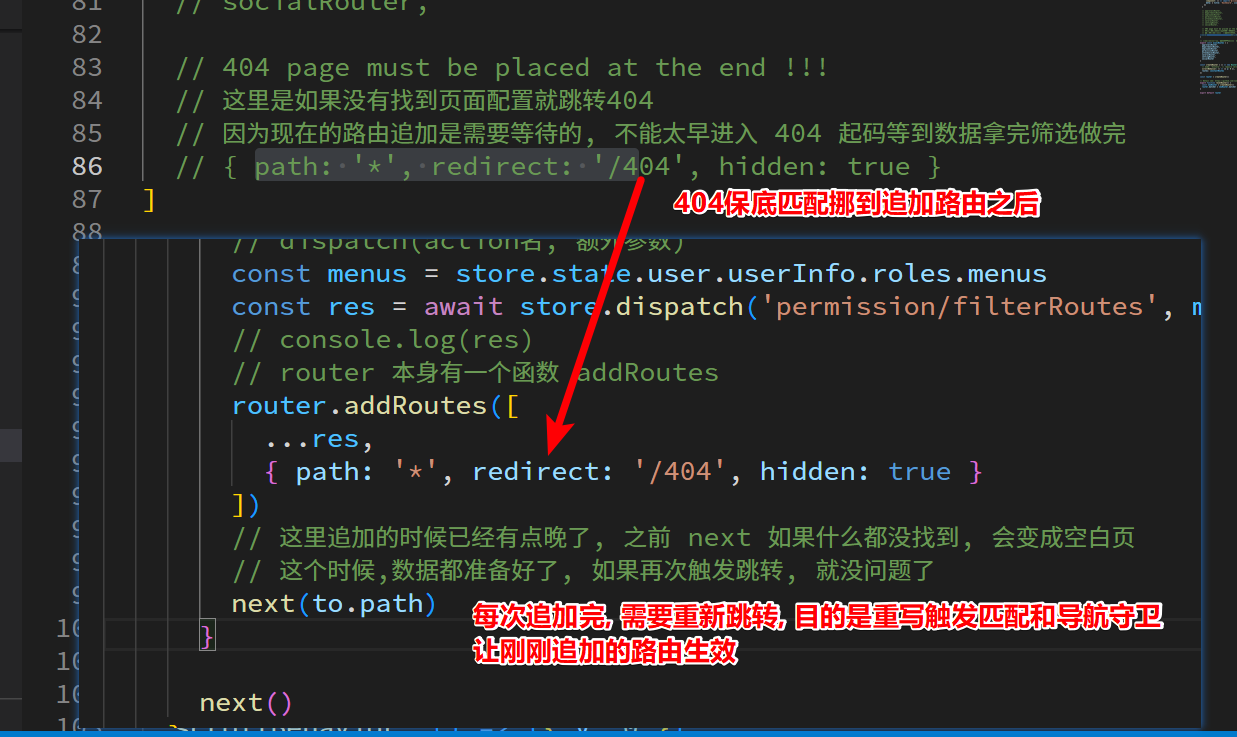 81 // socialRouter,
82
83 // 404 page must be placed at the end !!!
84 // 这里是如果没有找到页面配置就跳转404
85 // 因为现在的路由追加是需要等待的, 不能太早进入 404 起码等到数据拿完筛选做完
86 // { path: '*', redirect: '/404', hidden: true }
87 ]
404保底匹配挪到追加路由之后
88
// dispatch(action名, 额外参数)
const menus = store.state.user.userInfo.roles.menus
const res = await store.dispatch('permission/filterRoutes', m
// console.log(res)
// router 本身有一个函数 addRoutes
router.addRoutes([
...res,
{ path: '*', redirect: '/404', hidden: true }
])
// 这里追加的时候已经有点晚了, 之前 next 如果什么都没找到, 会变成空白页
// 这个时候,数据都准备好了, 如果再次触发跳转, 就没问题了
next(to.path)
每次追加完, 需要重新跳转, 目的是重写触发匹配和导航守卫
让刚刚追加的路由生效
}
next()